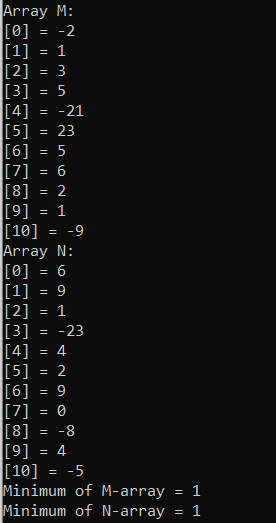 Array M:
[0] = -2
[1] = 1
[2] = 3
[3] = 5
[4] = -21
[5] = 23
[6] = 5
[7] = 6
[8] = 2
[9] = 1
[10] = -9
Array N:
[0] = 6
[1] = 9
[2] = 1
[3] = -23
[4] = 4
[5] = 2
[6] = 9
[7] = 0
[8] = -8
[9] = 4
[10] = -5
Minimum of M-array = 1
Minimum of N-array = 1